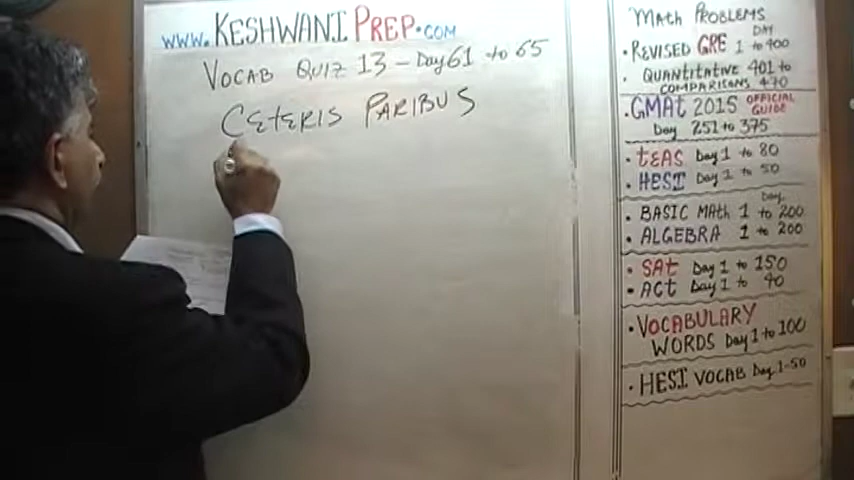 www.KESHWANIPREP.COM
VOCAB QUIZ 13 - Day 61 to 65
CETERIS PARIBUS
MATH PROBLEMS
DAY
• REVISED GRE 1 to 400
• QUANTITATIVE 401 to
COMPARISONS 470
• GMAT 2015 OFFICIAL GUIDE
Day 251 to 375
• TEAS Day 1 to 80
• HESI Day 1 to 50
Day
• BASIC MATH 1 to 200
• ALGEBRA 1 to 200
• SAT Day 1 to 150
• ACT Day 1 to 40
• VOCABULARY
WORDS Day 1 to 100
• HESI VOCAB Day 1-50